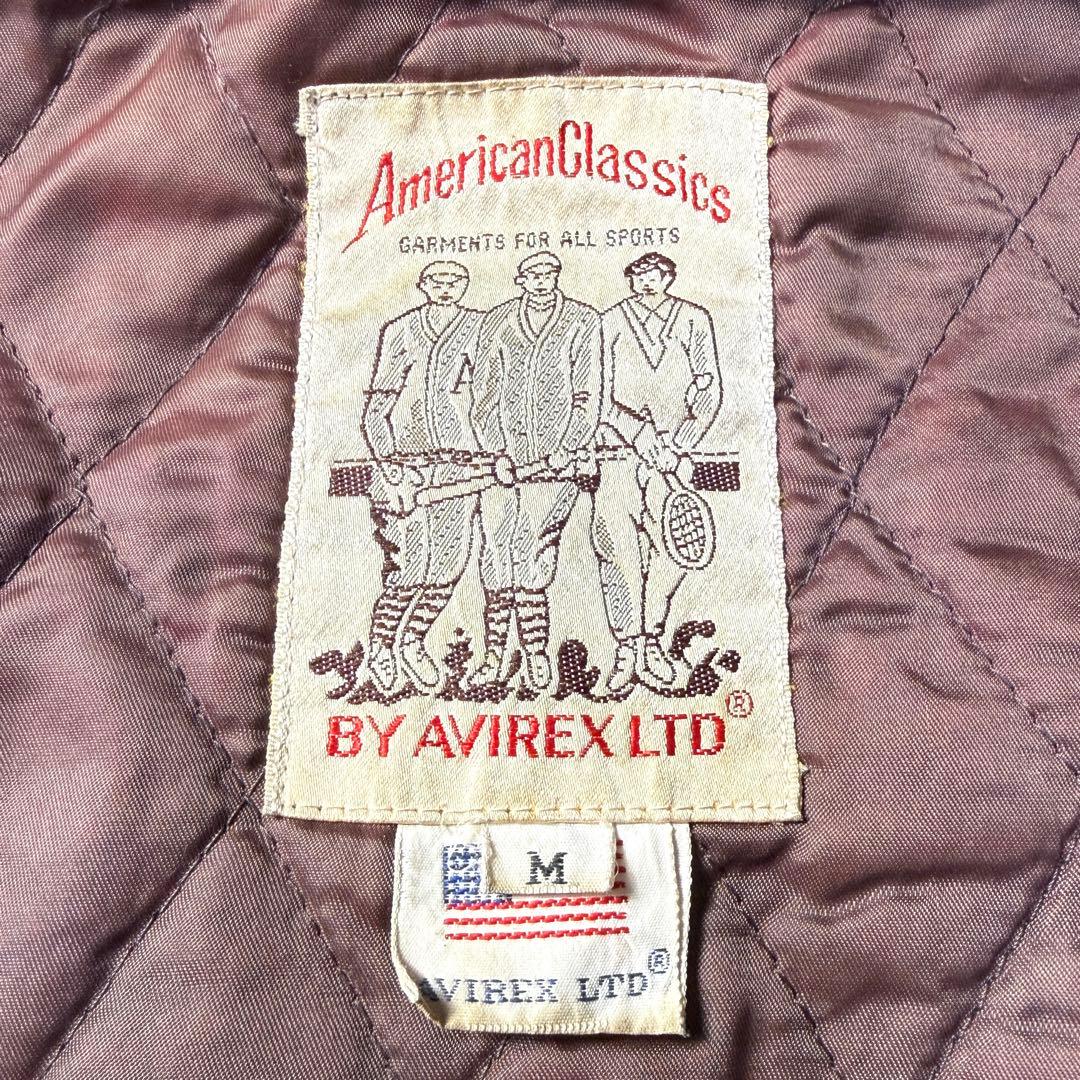 AmericanClassics
GARMENTS FOR ALL SPORTS
A
BY AVIREX LTD®
M
AVIREX LTD®